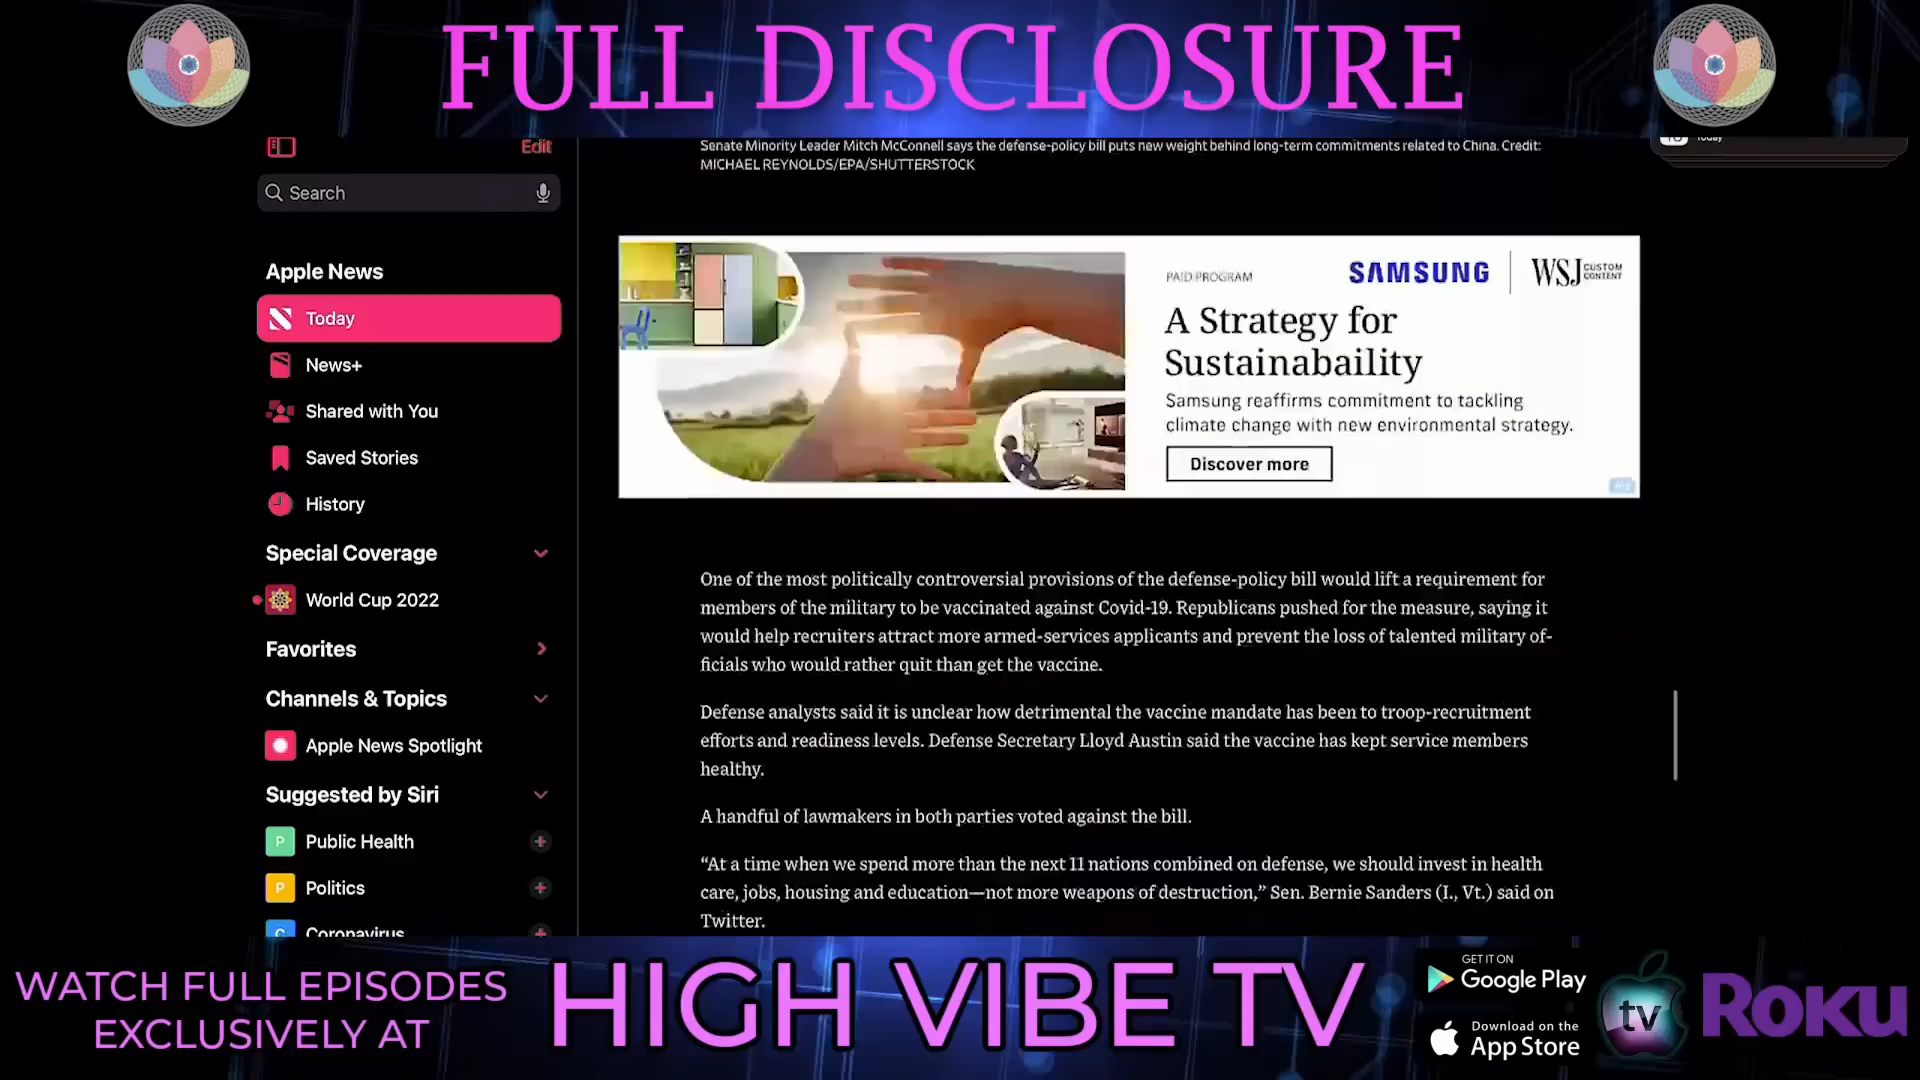 FULL DISCLOSURE
Edit
Search
Apple News
Today
News+
Shared with You
Saved Stories
History
Special Coverage
World Cup 2022
Favorites
Channels & Topics
Apple News Spotlight
Suggested by Siri
P Public Health
P Politics
C Coronavirus
Senate Minority Leader Mitch McConnell says the defense-policy bill puts new weight behind long-term commitments related to China. Credit:
MICHAEL REYNOLDS/EPA/SHUTTERSTOCK
Today
PAID PROGRAM
SAMSUNG
WSJ CUSTOM CONTENT
A Strategy for
Sustainabaility
Samsung reaffirms commitment to tackling
climate change with new environmental strategy.
Discover more
One of the most politically controversial provisions of the defense-policy bill would lift a requirement for
members of the military to be vaccinated against Covid-19. Republicans pushed for the measure, saying it
would help recruiters attract more armed-services applicants and prevent the loss of talented military of-
ficials who would rather quit than get the vaccine.
Defense analysts said it is unclear how detrimental the vaccine mandate has been to troop-recruitment
efforts and readiness levels. Defense Secretary Lloyd Austin said the vaccine has kept service members
healthy.
A handful of lawmakers in both parties voted against the bill.
“At a time when we spend more than the next 11 nations combined on defense, we should invest in health
care, jobs, housing and education—not more weapons of destruction,” Sen. Bernie Sanders (I., Vt.) said on
Twitter.
WATCH FULL EPISODES
EXCLUSIVELY AT
HIGH VIBE TV
GET IT ON
Google Play
Download on the
App Store
tv
ROKU